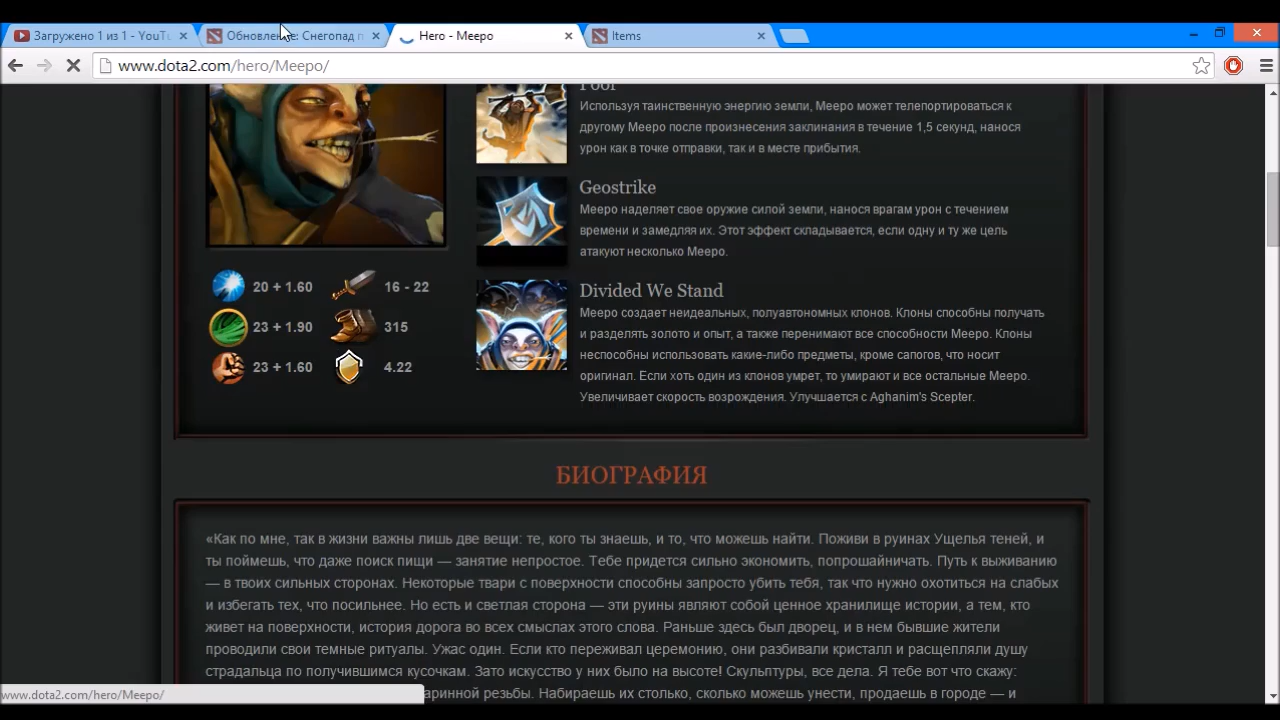 Загружено 1 из 1 - YouTu
Обновление: Снегопад п
Hero - Meepo
Items
www.dota2.com/hero/Meepo/
Poof
Используя таинственную энергию земли, Меepo может телепортироваться к
другому Меepo после произнесения заклинания в течение 1,5 секунд, нанося
урон как в точке отправки, так и в месте прибытия.
Geostrike
Меepo наделяет свое оружие силой земли, нанося врагам урон с течением
времени и замедляя их. Этот эффект складывается, если одну и ту же цель
атакуют несколько Меepo.
Divided We Stand
Меepo создает неидеальных, полуавтономных клонов. Клоны способны получать
и разделять золото и опыт, а также перенимают все способности Меepo. Клоны
неспособны использовать какие-либо предметы, кроме сапогов, что носит
оригинал. Если хоть один из клонов умрет, то умирают и все остальные Меepo.
Увеличивает скорость возрождения. Улучшается с Aghanim's Scepter.
20 + 1.60
16 - 22
23 + 1.90
315
23 + 1.60
4.22
БИОГРАФИЯ
«Как по мне, так в жизни важны лишь две вещи: те, кого ты знаешь, и то, что можешь найти. Поживи в руинах Ущелья теней, и
ты поймешь, что даже поиск пищи — занятие непростое. Тебе придется сильно экономить, попрошайничать. Путь к выживанию
— в твоих сильных сторонах. Некоторые твари с поверхности способны запросто убить тебя, так что нужно охотиться на слабых
и избегать тех, что посильнее. Но есть и светлая сторона — эти руины являют собой ценное хранилище истории, а тем, кто
живет на поверхности, история дорога во всех смыслах этого слова. Раньше здесь был дворец, и в нем бывшие жители
проводили свои темные ритуалы. Ужас один. Если кто переживал церемонию, они разбивали кристалл и расщепляли душу
страдальца по получившимся кусочкам. Зато искусство у них было на высоте! Скульптуры, все дела. Я тебе вот что скажу:
аринной резьбы. Набираешь их столько, сколько можешь унести, продаешь в городе — и
www.dota2.com/hero/Meepo/